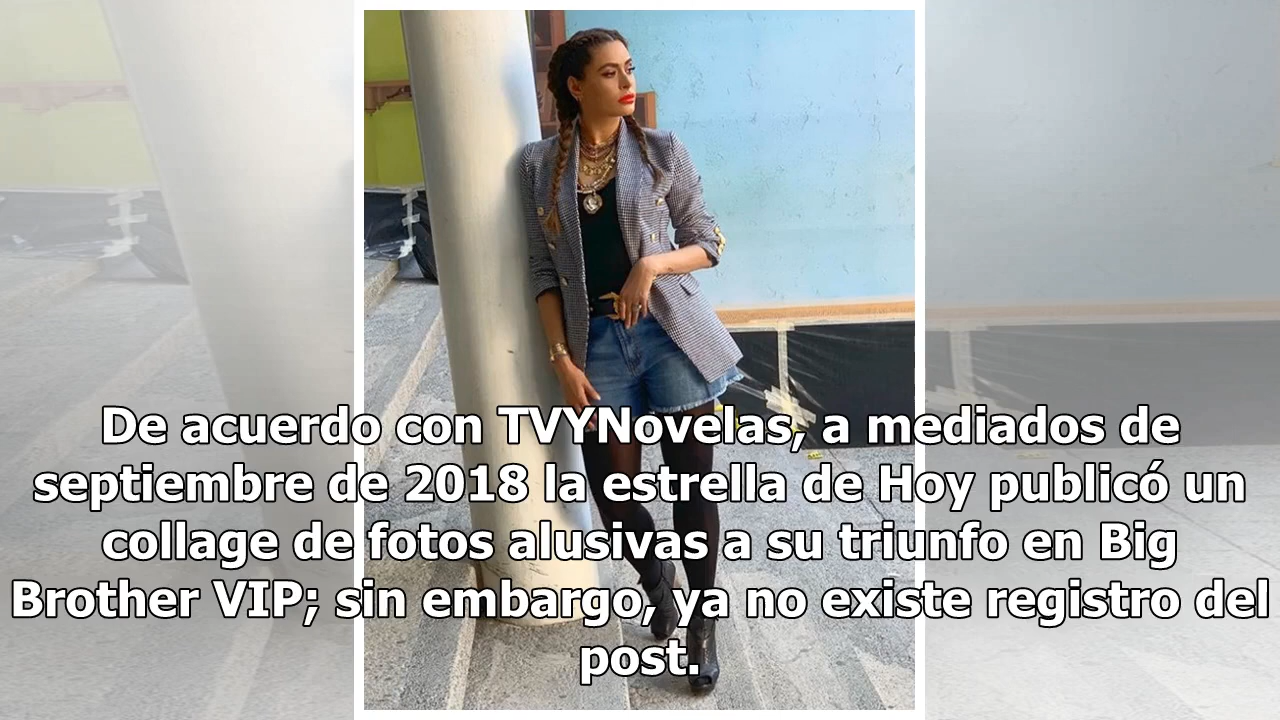 De acuerdo con TVYNovelas, a mediados de
septiembre de 2018 la estrella de Hoy publicó un
collage de fotos alusivas a su triunfo en Big
Brother VIP; sin embargo, ya no existe registro del
post.